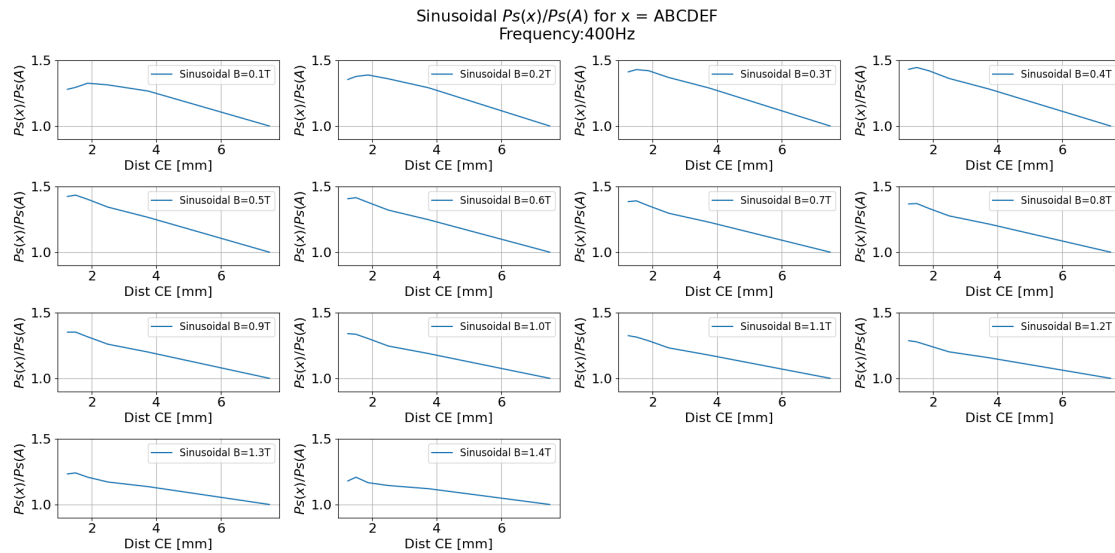 Sinusoidal Ps(x)/Ps(A) for x = ABCDEF
Frequency:400Hz
Ps(x)/Ps(A)
1.5
1.0
Sinusoidal B=0.1T
2 4 6
Dist CE [mm]
Ps(x)/Ps(A)
1.5
1.0
Sinusoidal B=0.2T
2 4 6
Dist CE [mm]
Ps(x)/Ps(A)
1.5
1.0
Sinusoidal B=0.3T
2 4 6
Dist CE [mm]
Ps(x)/Ps(A)
1.5
1.0
Sinusoidal B=0.4T
2 4 6
Dist CE [mm]
Ps(x)/Ps(A)
1.5
1.0
Sinusoidal B=0.5T
2 4 6
Dist CE [mm]
Ps(x)/Ps(A)
1.5
1.0
Sinusoidal B=0.6T
2 4 6
Dist CE [mm]
Ps(x)/Ps(A)
1.5
1.0
Sinusoidal B=0.7T
2 4 6
Dist CE [mm]
Ps(x)/Ps(A)
1.5
1.0
Sinusoidal B=0.8T
2 4 6
Dist CE [mm]
Ps(x)/Ps(A)
1.5
1.0
Sinusoidal B=0.9T
2 4 6
Dist CE [mm]
Ps(x)/Ps(A)
1.5
1.0
Sinusoidal B=1.0T
2 4 6
Dist CE [mm]
Ps(x)/Ps(A)
1.5
1.0
Sinusoidal B=1.1T
2 4 6
Dist CE [mm]
Ps(x)/Ps(A)
1.5
1.0
Sinusoidal B=1.2T
2 4 6
Dist CE [mm]
Ps(x)/Ps(A)
1.5
1.0
Sinusoidal B=1.3T
2 4 6
Dist CE [mm]
Ps(x)/Ps(A)
1.5
1.0
Sinusoidal B=1.4T
2 4 6
Dist CE [mm]